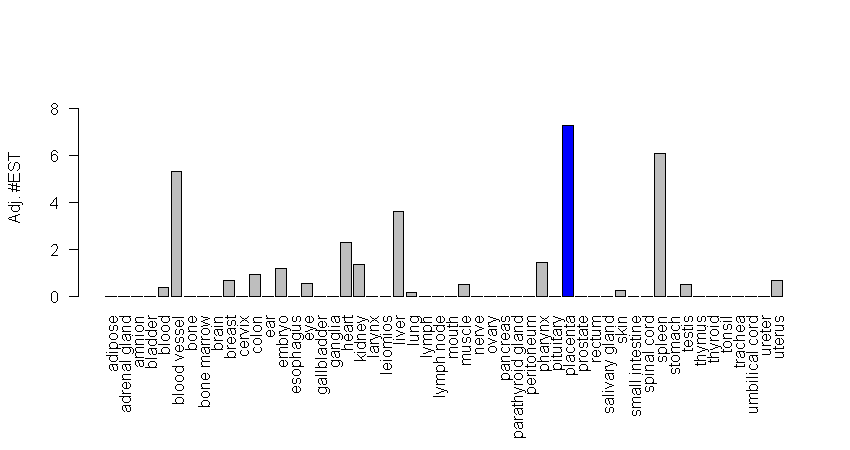 Adj. #EST
8
6
4
2
0
adipose
adrenal gland
amnion
bladder
blood
blood vessel
bone
bone marrow
brain
breast
cervix
colon
ear
embryo
esophagus
eye
gallbladder
ganglia
heart
kidney
larynx
leiomios
liver
lung
lymph
lymph node
mouth
muscle
nerve
ovary
pancreas
parathyroid gland
peritoneum
pharynx
pituitary
placenta
prostate
rectum
salivary gland
skin
small intestine
spinal cord
spleen
stomach
testis
thymus
thyroid
tonsil
trachea
umbilical cord
ureter
uterus